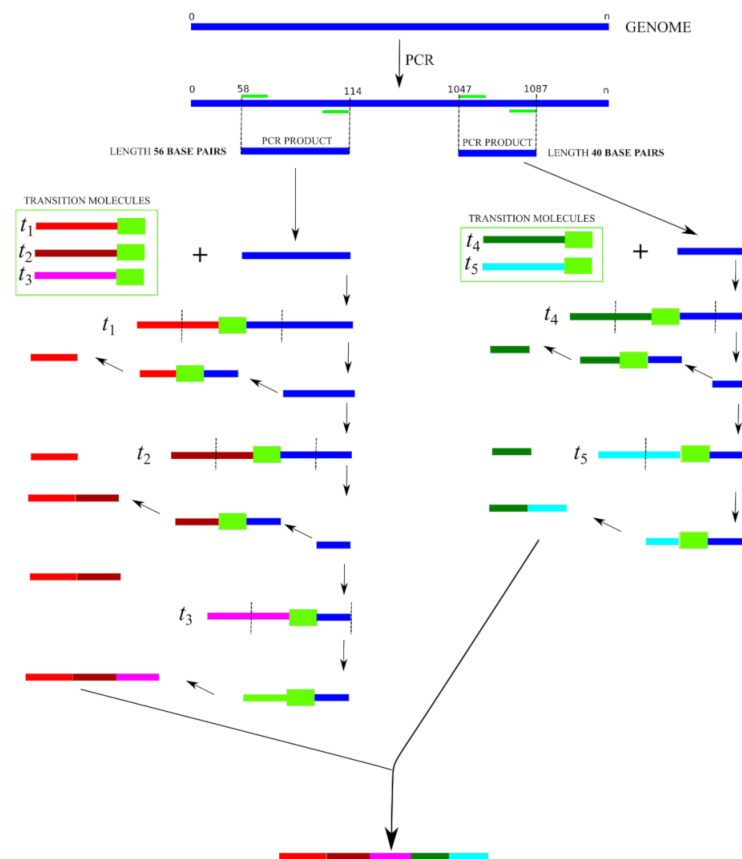 0 n
GENOME
PCR
0 58 114 1047 1087 n
LENGTH 56 BASE PAIRS
PCR PRODUCT
PCR PRODUCT
LENGTH 40 BASE PAIRS
TRANSITION MOLECULES
t1
t2
t3
+
TRANSITION MOLECULES
t4
t5
+
t1
t2
t3
t4
t5